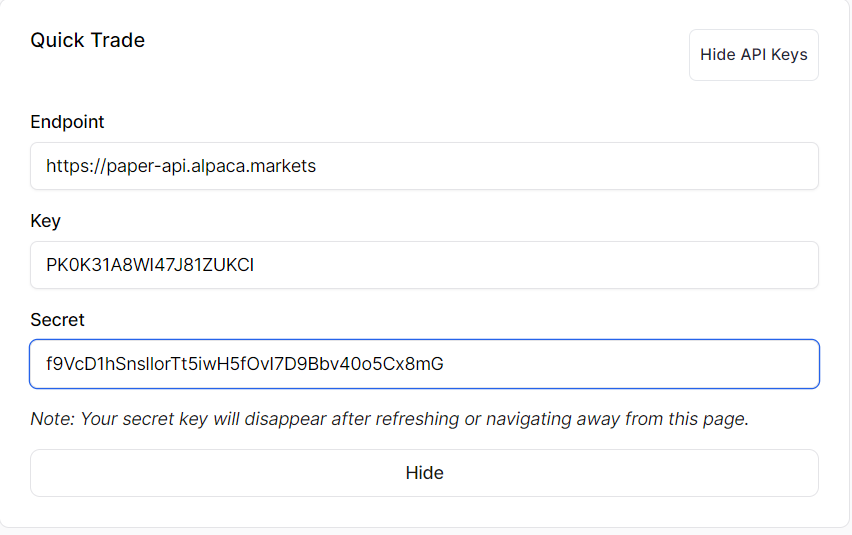 Quick Trade
Hide API Keys
Endpoint
https://paper-api.alpaca.markets
Key
PK0K31A8WI47J81ZUKCI
Secret
f9VcD1hSnsIlorTt5iwH5fOvI7D9Bbv40o5Cx8mG
Note: Your secret key will disappear after refreshing or navigating away from this page.
Hide